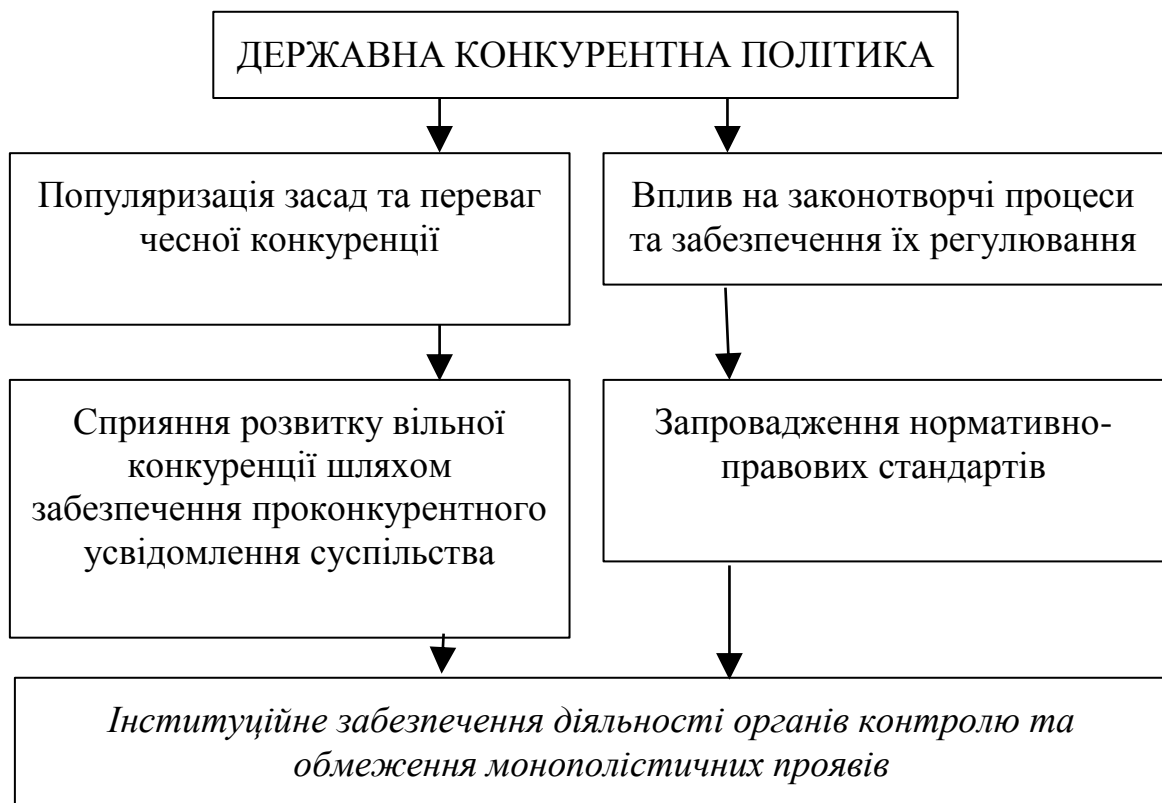 ДЕРЖАВНА КОНКУРЕНТНА ПОЛІТИКА
Популяризація засад та переваг
чесної конкуренції
Вплив на законотворчі процеси
та забезпечення їх регулювання
Сприяння розвитку вільної
конкуренції шляхом
забезпечення проконкурентного
усвідомлення суспільства
Запровадження нормативно-
правових стандартів
Інституційне забезпечення діяльності органів контролю та
обмеження монополістичних проявів